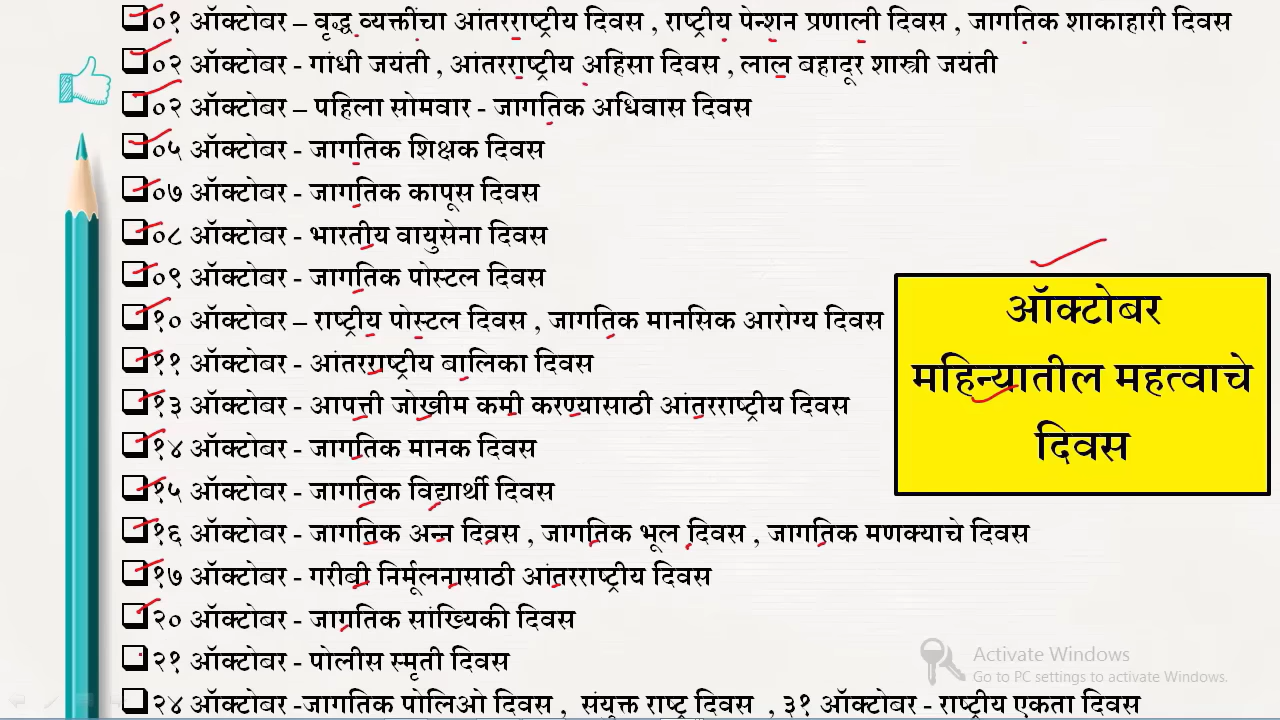 ०१ ऑक्टोबर – वृद्ध व्यक्तींचा आंतरराष्ट्रीय दिवस , राष्ट्रीय पेन्शन प्रणाली दिवस , जागतिक शाकाहारी दिवस
०२ ऑक्टोबर - गांधी जयंती , आंतरराष्ट्रीय अहिंसा दिवस , लाल बहादूर शास्त्री जयंती
०२ ऑक्टोबर – पहिला सोमवार - जागतिक अधिवास दिवस
०५ ऑक्टोबर - जागतिक शिक्षक दिवस
०७ ऑक्टोबर - जागतिक कापूस दिवस
०८ ऑक्टोबर - भारतीय वायुसेना दिवस
०९ ऑक्टोबर - जागतिक पोस्टल दिवस
१० ऑक्टोबर – राष्ट्रीय पोस्टल दिवस , जागतिक मानसिक आरोग्य दिवस
११ ऑक्टोबर - आंतरराष्ट्रीय बालिका दिवस
१३ ऑक्टोबर - आपत्ती जोखीम कमी करण्यासाठी आंतरराष्ट्रीय दिवस
१४ ऑक्टोबर - जागतिक मानक दिवस
१५ ऑक्टोबर - जागतिक विद्यार्थी दिवस
१६ ऑक्टोबर - जागतिक अन्न दिवस , जागतिक भूल दिवस , जागतिक मणक्याचे दिवस
१७ ऑक्टोबर - गरीबी निर्मूलनासाठी आंतरराष्ट्रीय दिवस
२० ऑक्टोबर - जागतिक सांख्यिकी दिवस
२१ ऑक्टोबर - पोलीस स्मृती दिवस
२४ ऑक्टोबर -जागतिक पोलिओ दिवस , संयुक्त राष्ट्र दिवस , ३१ ऑक्टोबर - राष्ट्रीय एकता दिवस
ऑक्टोबर
महिन्यातील महत्वाचे
दिवस
Activate Windows
Go to PC settings to activate Windows.